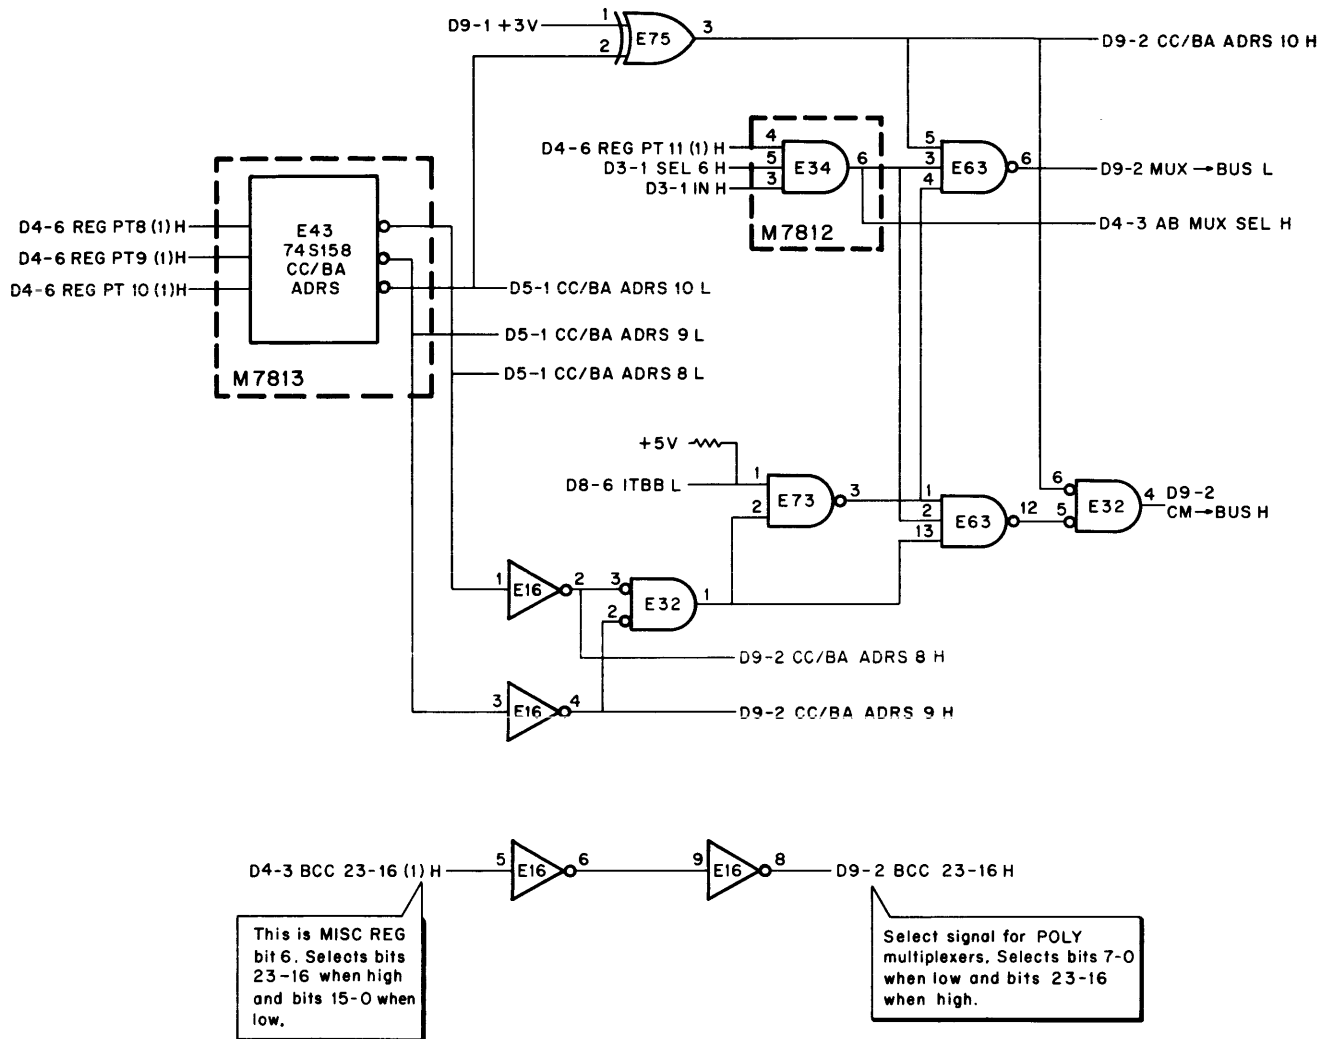 D9-1 +3V
1
2
E75
3
D9-2 CC/BA ADRS 10 H
D4-6 REG PT 11 (1) H
D3-1 SEL 6 H
D3-1 IN H
4
5
3
E34
6
M7812
5
3
4
E63
6
D9-2 MUX → BUS L
D4-3 AB MUX SEL H
D4-6 REG PT8 (1) H
D4-6 REG PT9 (1) H
D4-6 REG PT 10 (1) H
E43
74S158
CC/BA
ADRS
M7813
D5-1 CC/BA ADRS 10 L
D5-1 CC/BA ADRS 9 L
D5-1 CC/BA ADRS 8 L
+5V
D8-6 ITBB L
1
2
E73
3
1
2
13
E63
12
6
5
E32
4
D9-2
CM → BUS H
1
E16
2
3
2
E32
1
D9-2 CC/BA ADRS 8 H
3
E16
4
D9-2 CC/BA ADRS 9 H
D4-3 BCC 23-16 (1) H
5
E16
6
9
E16
8
D9-2 BCC 23-16 H
This is MISC REG
bit 6. Selects bits
23-16 when high
and bits 15-0 when
low.
Select signal for POLY
multiplexers. Selects bits 7-0
when low and bits 23-16
when high.